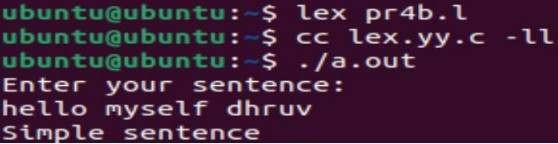 ubuntu@ubuntu:~$ lex pr4b.l
ubuntu@ubuntu:~$ cc lex.yy.c -ll
ubuntu@ubuntu:~$ ./a.out
Enter your sentence:
hello myself dhruv
Simple sentence